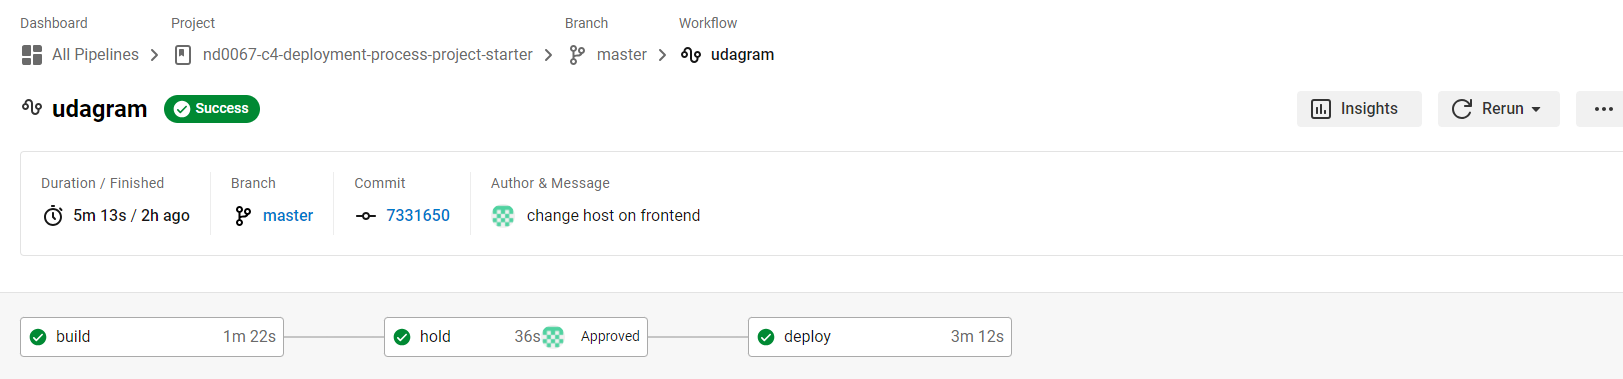 Dashboard Project Branch Workflow
All Pipelines nd0067-c4-deployment-process-project-starter master udagram
udagram Success Insights Rerun
Duration / Finished Branch Commit Author & Message
5m 13s / 2h ago master 7331650 change host on frontend
build 1m 22s hold 36s Approved deploy 3m 12s